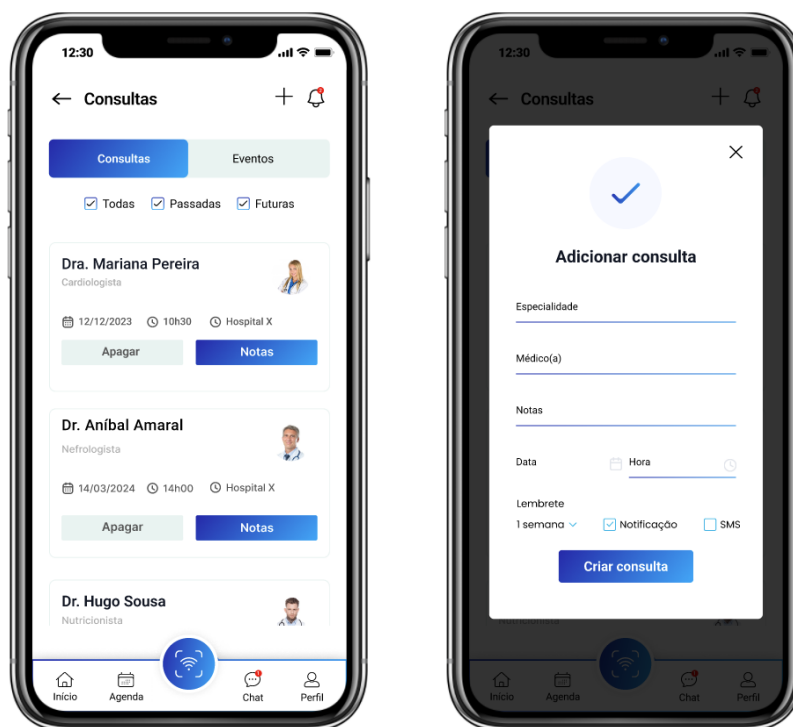 12:30
Consultas
Consultas Eventos
Todas Passadas Futuras
Dra. Mariana Pereira
Cardiologista
12/12/2023 10h30 Hospital X
Apagar Notas
Dr. Aníbal Amaral
Nefrologista
14/03/2024 14h00 Hospital X
Apagar Notas
Dr. Hugo Sousa
Nutricionista
Início Agenda Chat Perfil
12:30
Consultas
Adicionar consulta
Especialidade
Médico(a)
Notas
Data Hora
Lembrete
1 semana Notificação SMS
Criar consulta
Nutricionista
Início Agenda Chat Perfil